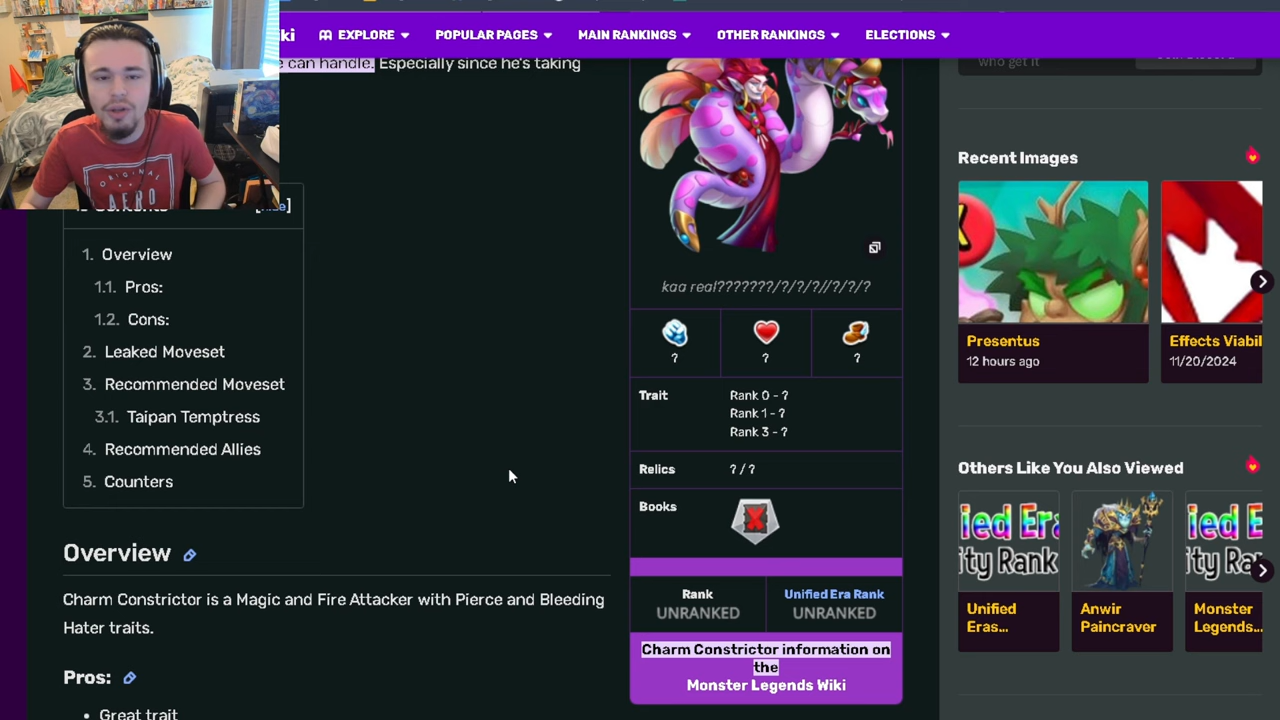 EXPLORE
POPULAR PAGES
MAIN RANKINGS
OTHER RANKINGS
ELECTIONS
can handle. Especially since he's taking
who get it
ORIGINAL
AERO
1. Overview
1.1. Pros:
1.2. Cons:
2. Leaked Moveset
3. Recommended Moveset
3.1. Taipan Temptress
4. Recommended Allies
5. Counters
Overview
Charm Constrictor is a Magic and Fire Attacker with Pierce and Bleeding
Hater traits.
Pros:
• Great trait
kaa real???????/?/?/?//?/?/?
? ? ?
Trait
Rank 0 - ?
Rank 1 - ?
Rank 3 - ?
Relics
? / ?
Books
Rank
UNRANKED
Unified Era Rank
UNRANKED
Charm Constrictor information on
the
Monster Legends Wiki
Recent Images
Presentus
12 hours ago
Effects Viabil
11/20/2024
Others Like You Also Viewed
Unified
Eras...
Anwir
Paincraver
Monster
Legends...